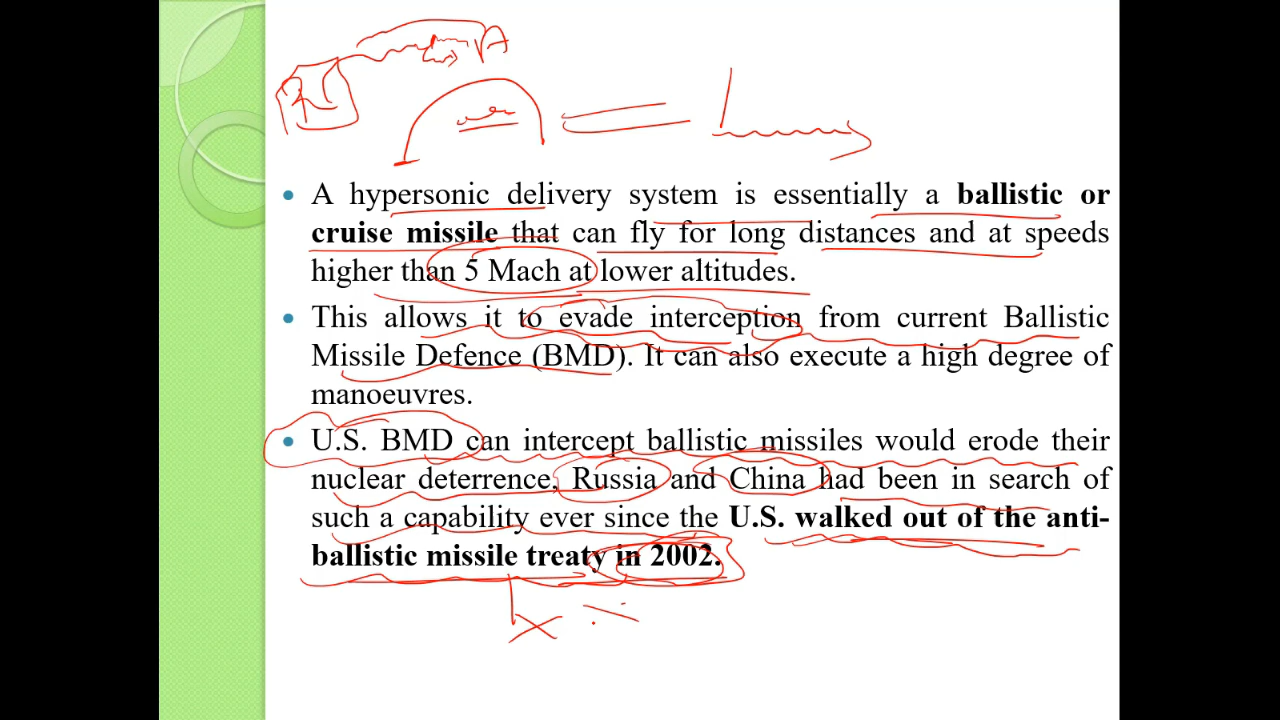 • A hypersonic delivery system is essentially a ballistic or
cruise missile that can fly for long distances and at speeds
higher than 5 Mach at lower altitudes.
• This allows it to evade interception from current Ballistic
Missile Defence (BMD). It can also execute a high degree of
manoeuvres.
• U.S. BMD can intercept ballistic missiles would erode their
nuclear deterrence, Russia and China had been in search of
such a capability ever since the U.S. walked out of the anti-
ballistic missile treaty in 2002.